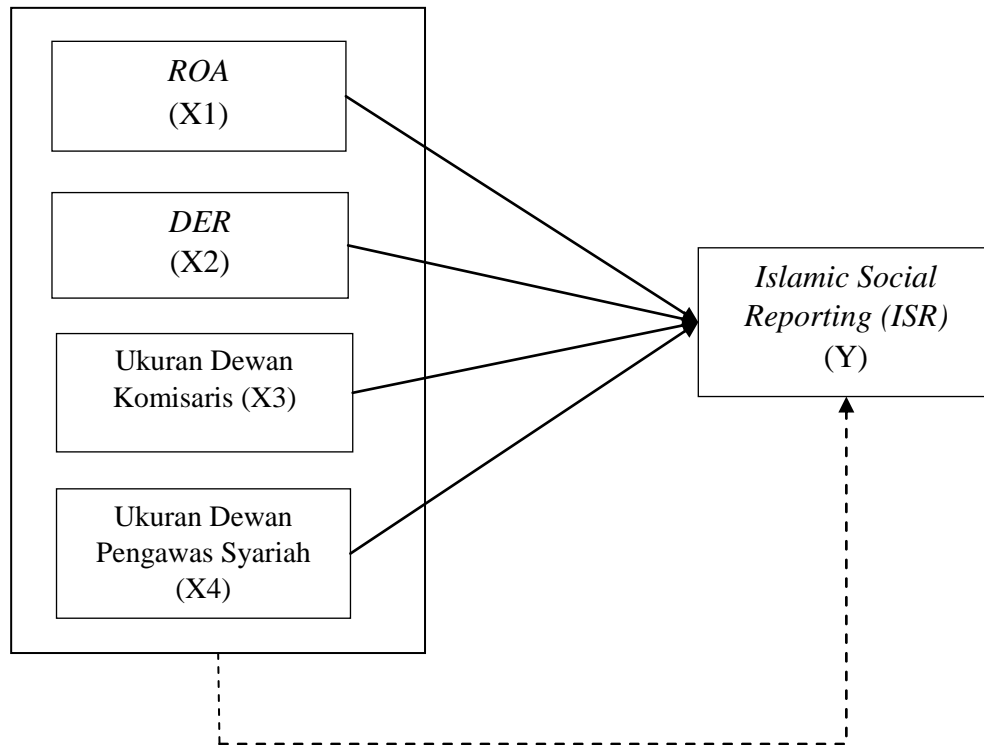 ROA
(X1)
DER
(X2)
Ukuran Dewan
Komisaris (X3)
Ukuran Dewan
Pengawas Syariah
(X4)
Islamic Social
Reporting (ISR)
(Y)